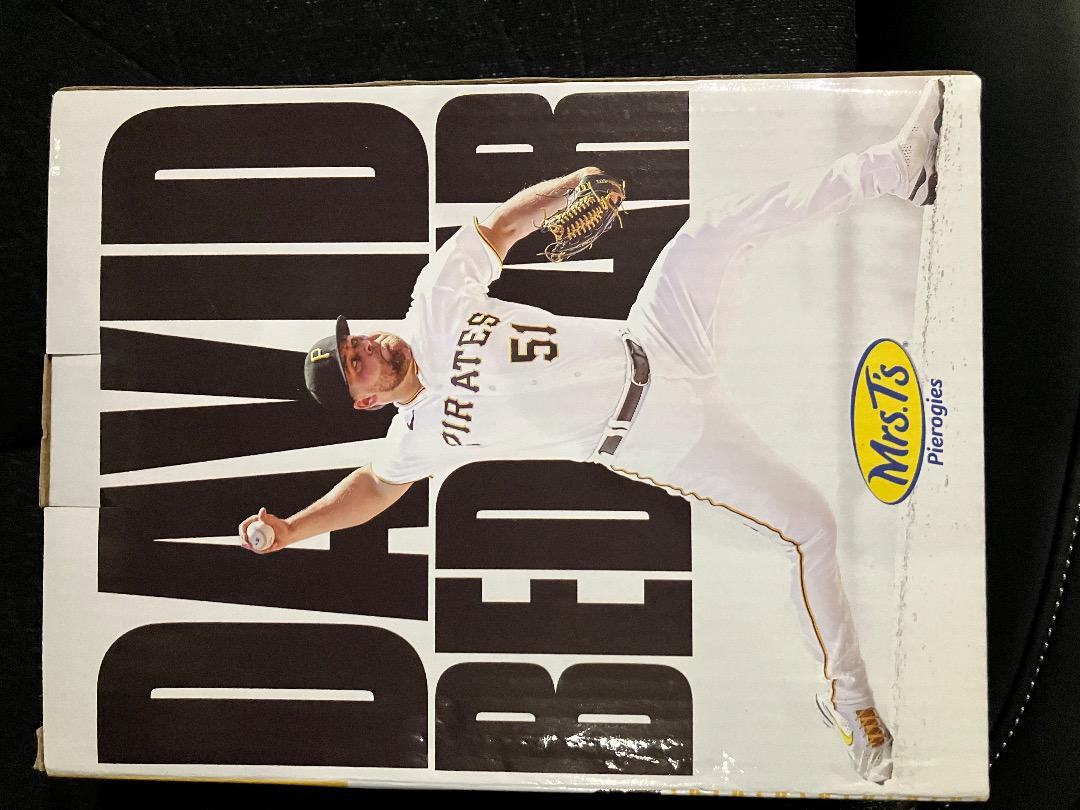 DAVID
BEDNAR
P
PIRATES
51
Mrs.T's
Pierogies